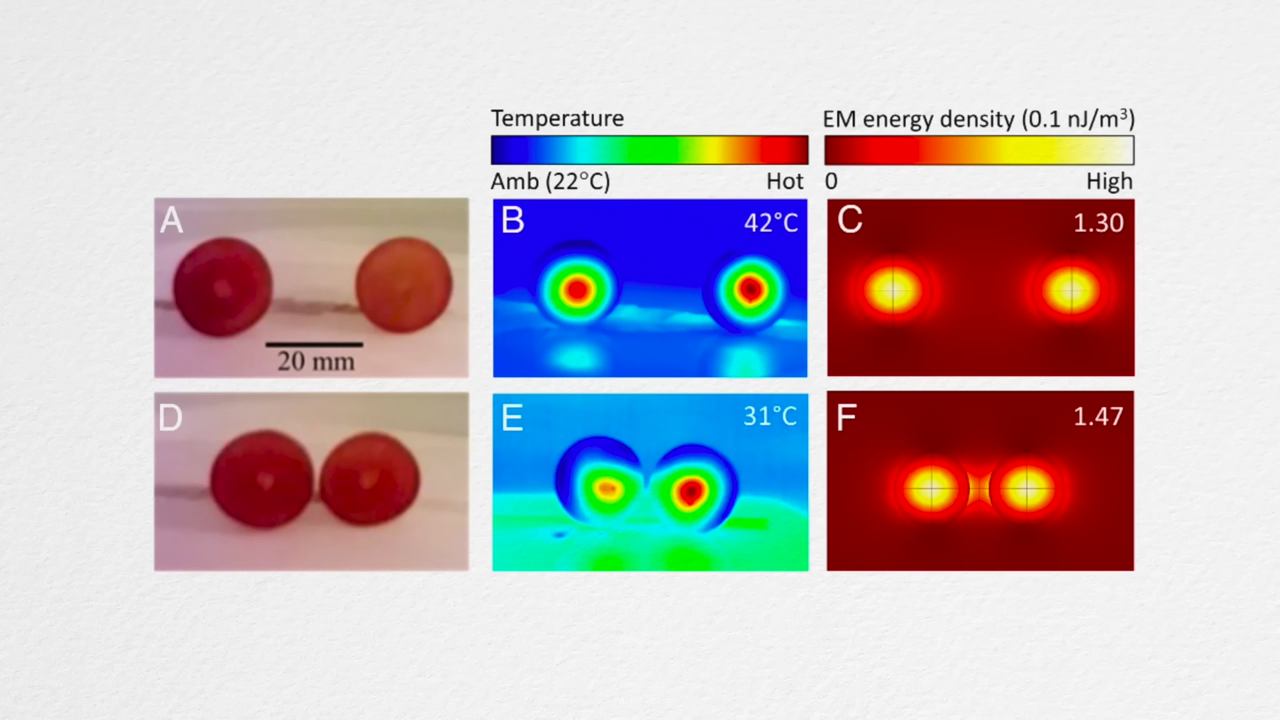 Temperature
EM energy density (0.1 nJ/m³)
Amb (22°C) Hot
0 High
A
B 42°C
C 1.30
20 mm
D
E 31°C
F 1.47